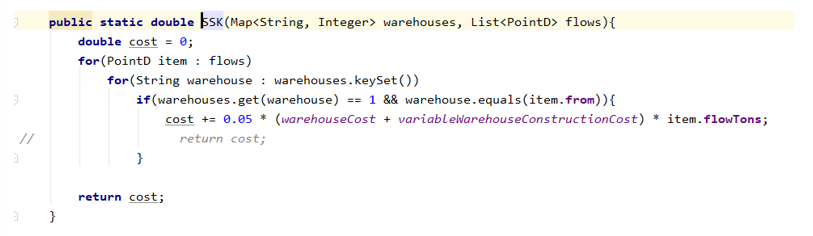 public static double SSK(Map<String, Integer> warehouses, List<PointD> flows){
    double cost = 0;
    for(PointD item : flows)
        for(String warehouse : warehouses.keySet())
            if(warehouses.get(warehouse) == 1 && warehouse.equals(item.from)){
                cost += 0.05 * (warehouseCost + variableWarehouseConstructionCost) * item.flowTons;
//                return cost;
            }
    return cost;
}